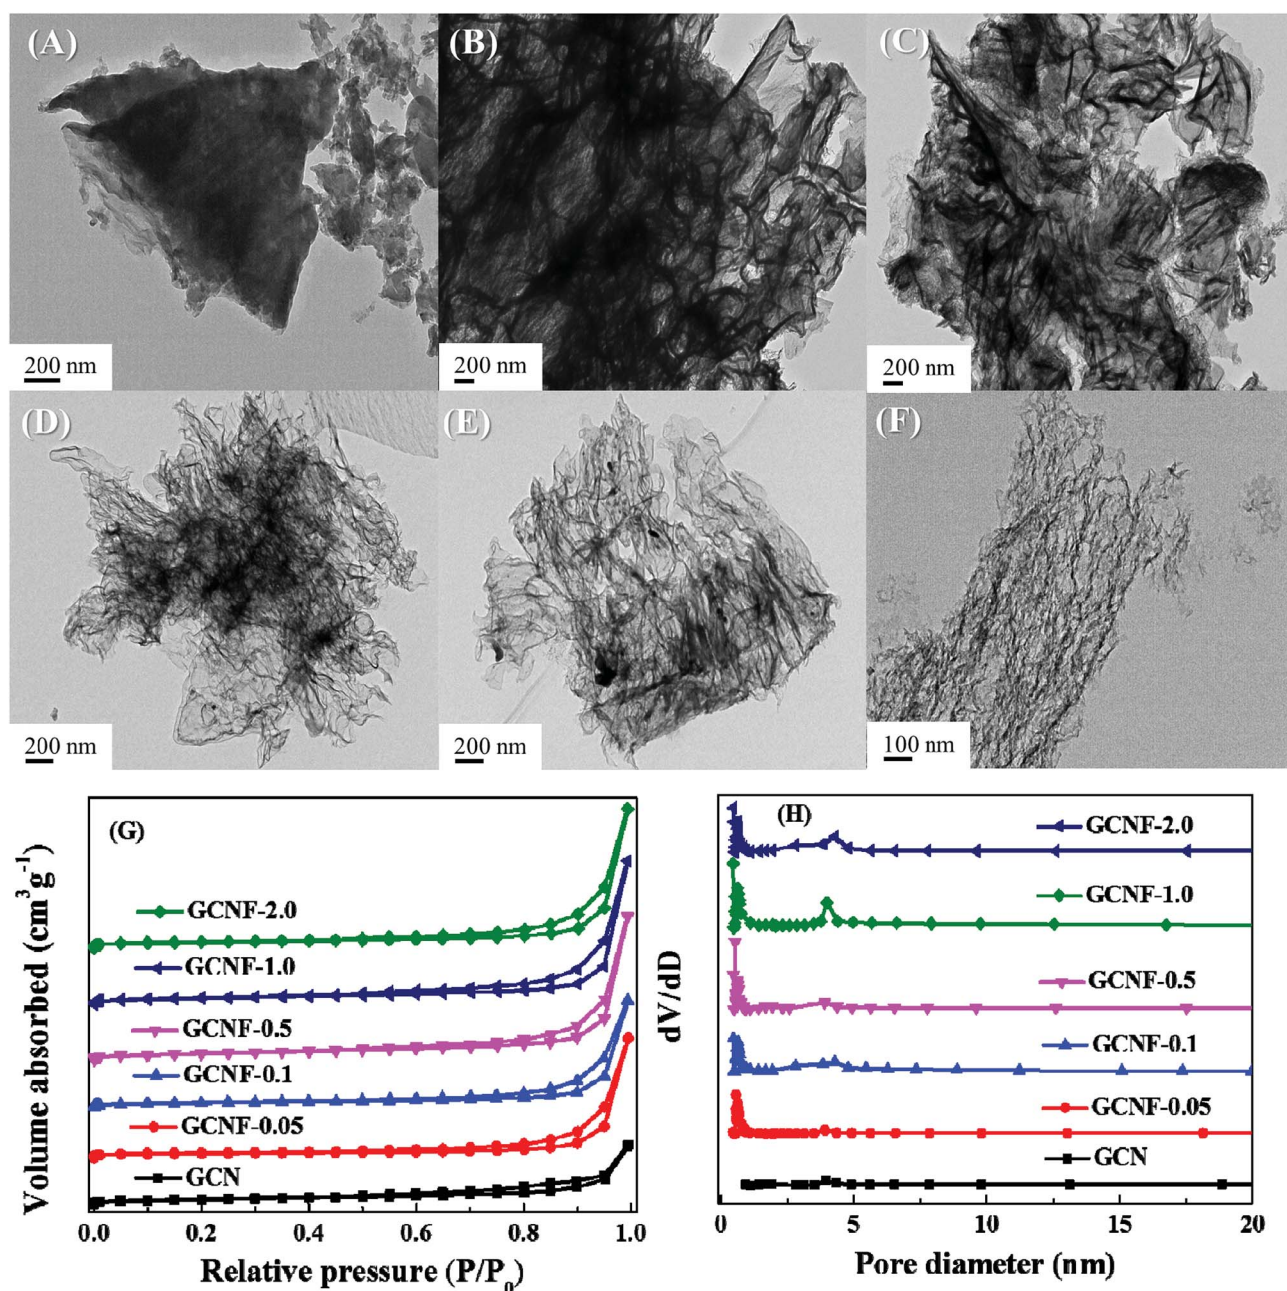 (A)
(B)
(C)
200 nm
200 nm
200 nm
(D)
(E)
(F)
200 nm
200 nm
100 nm
(G)
GCNF-2.0
GCNF-1.0
GCNF-0.5
GCNF-0.1
GCNF-0.05
GCN
Volume absorbed (cm³g⁻¹)
0.0 0.2 0.4 0.6 0.8 1.0
Relative pressure (P/P₀)
(H)
GCNF-2.0
GCNF-1.0
GCNF-0.5
GCNF-0.1
GCNF-0.05
GCN
dV/dD
0 5 10 15 20
Pore diameter (nm)